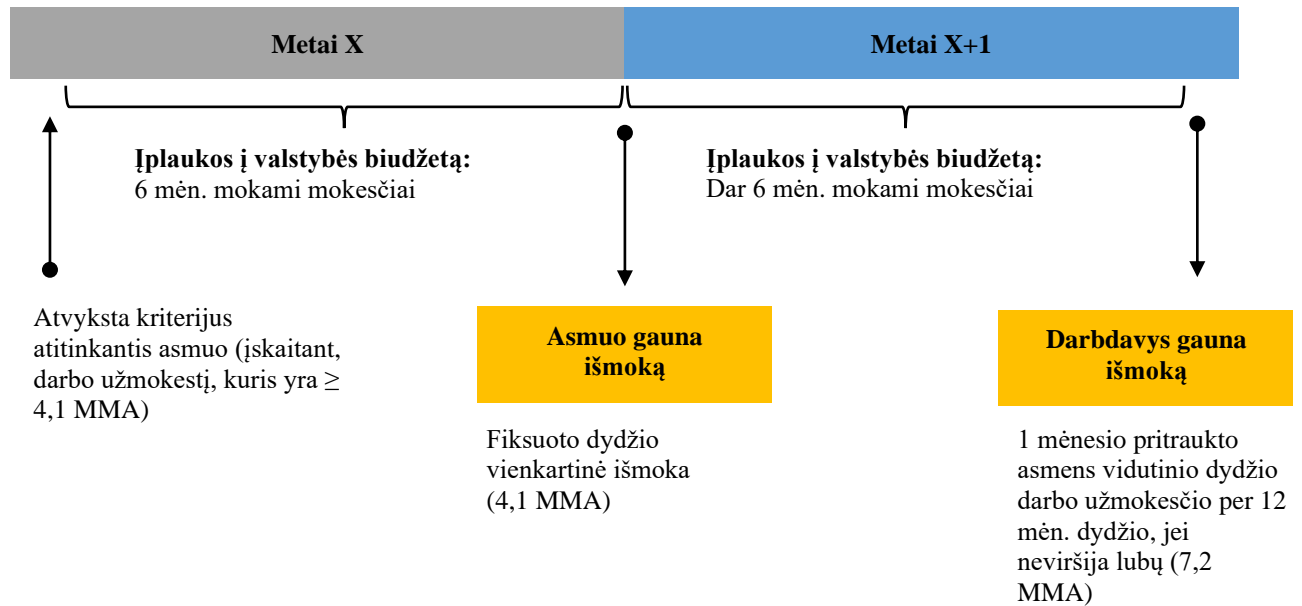 Metai X
Metai X+1
Įplaukos į valstybės biudžetą:
6 mėn. mokami mokesčiai
Įplaukos į valstybės biudžetą:
Dar 6 mėn. mokami mokesčiai
Atvyksta kriterijus
atitinkantis asmuo (įskaitant,
darbo užmokestį, kuris yra ≥
4,1 MMA)
Asmuo gauna
išmoką
Fiksuoto dydžio
vienkartinė išmoka
(4,1 MMA)
Darbdavys gauna
išmoką
1 mėnesio pritraukto
asmens vidutinio dydžio
darbo užmokesčio per 12
mėn. dydžio, jei
neviršija lubų (7,2
MMA)